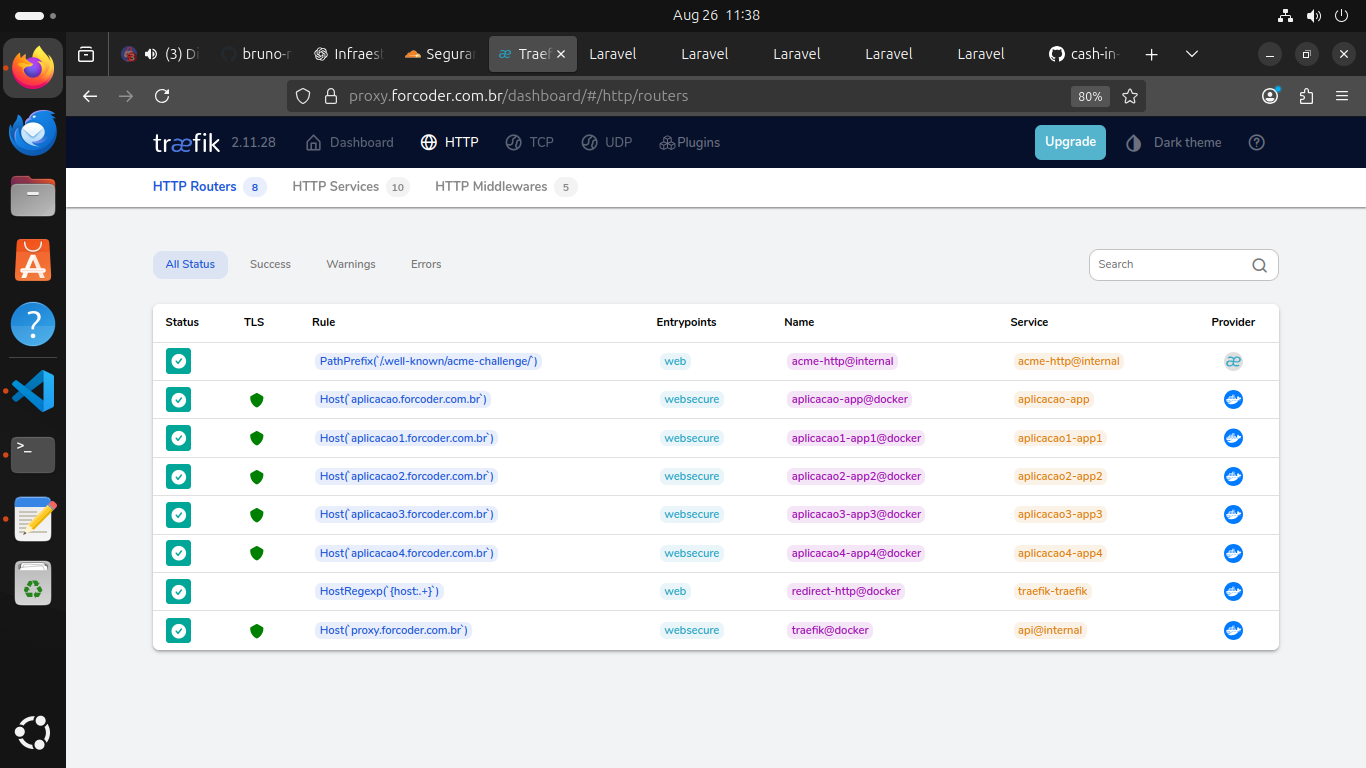 Aug 26 11:38
(3) Di
bruno-r
Infraest
Segurar
Traef
Laravel
Laravel
Laravel
Laravel
Laravel
cash-in-
proxy.forcoder.com.br/dashboard/#/http/routers
80%
træfik 2.11.28
Dashboard
HTTP
TCP
UDP
Plugins
Upgrade
Dark theme
HTTP Routers 8
HTTP Services 10
HTTP Middlewares 5
All Status
Success
Warnings
Errors
Search
Status TLS Rule Entrypoints Name Service Provider
PathPrefix(`/.well-known/acme-challenge/`) web acme-http@internal acme-http@internal
Host(`aplicacao.forcoder.com.br`) websecure aplicacao-app@docker aplicacao-app
Host(`aplicacao1.forcoder.com.br`) websecure aplicacao1-app1@docker aplicacao1-app1
Host(`aplicacao2.forcoder.com.br`) websecure aplicacao2-app2@docker aplicacao2-app2
Host(`aplicacao3.forcoder.com.br`) websecure aplicacao3-app3@docker aplicacao3-app3
Host(`aplicacao4.forcoder.com.br`) websecure aplicacao4-app4@docker aplicacao4-app4
HostRegexp(`{host:.+}`) web redirect-http@docker traefik-traefik
Host(`proxy.forcoder.com.br`) websecure traefik@docker api@internal